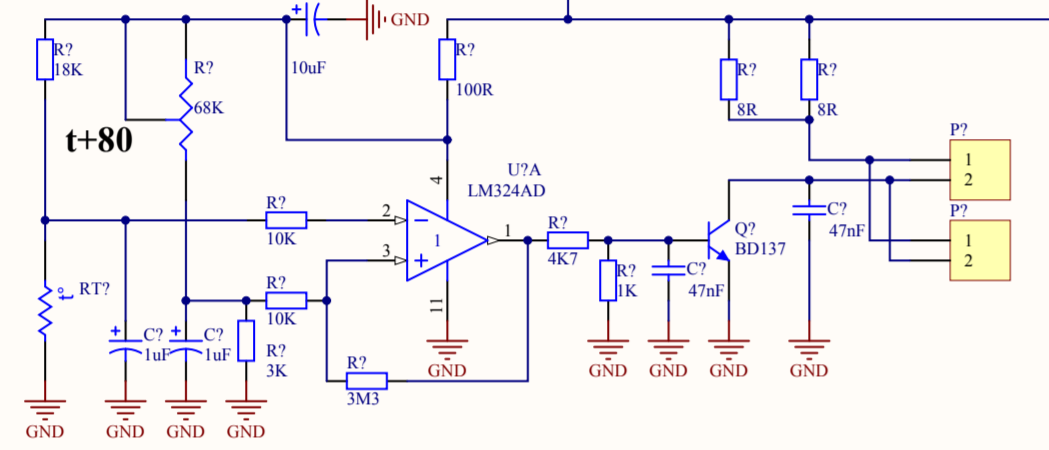 GND
R?
18K
R?
68K
10uF
R?
100R
R?
8R
R?
8R
t+80
P?
1
2
P?
1
2
4
U?A
LM324AD
R?
10K
2
3
1
1
11
R?
4K7
Q?
BD137
C?
47nF
t°
RT?
R?
10K
R?
1K
C?
47nF
C?
1uF
C?
1uF
R?
3K
R?
3M3
GND
GND
GND
GND
GND
GND
GND
GND
GND